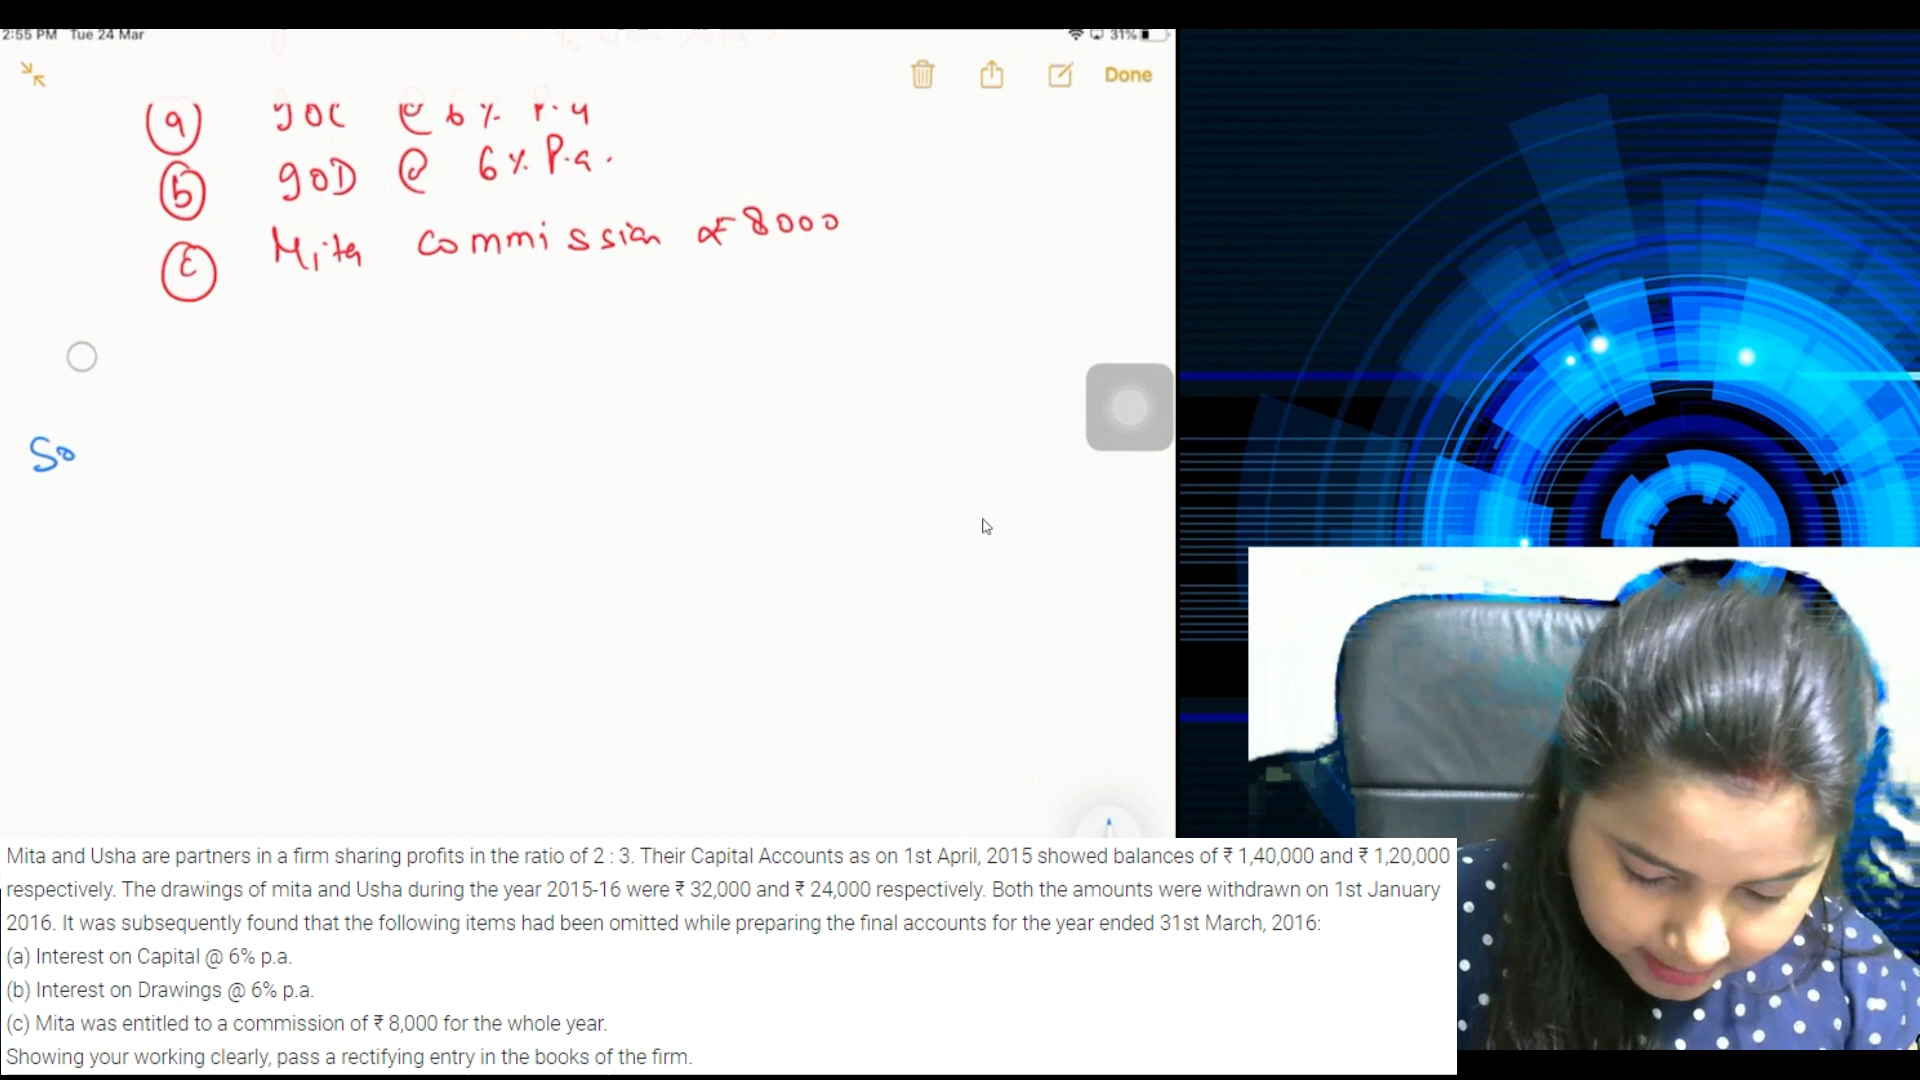 2:55 PM Tue 24 Mar
31%
Done
(a) IOC @ 6% P.a
(b) IOD @ 6% P.a.
(c) Mita Commission of 8000
So
Mita and Usha are partners in a firm sharing profits in the ratio of 2 : 3. Their Capital Accounts as on 1st April, 2015 showed balances of ₹ 1,40,000 and ₹ 1,20,000
respectively. The drawings of mita and Usha during the year 2015-16 were ₹ 32,000 and ₹ 24,000 respectively. Both the amounts were withdrawn on 1st January
2016. It was subsequently found that the following items had been omitted while preparing the final accounts for the year ended 31st March, 2016:
(a) Interest on Capital @ 6% p.a.
(b) Interest on Drawings @ 6% p.a.
(c) Mita was entitled to a commission of ₹ 8,000 for the whole year.
Showing your working clearly, pass a rectifying entry in the books of the firm.